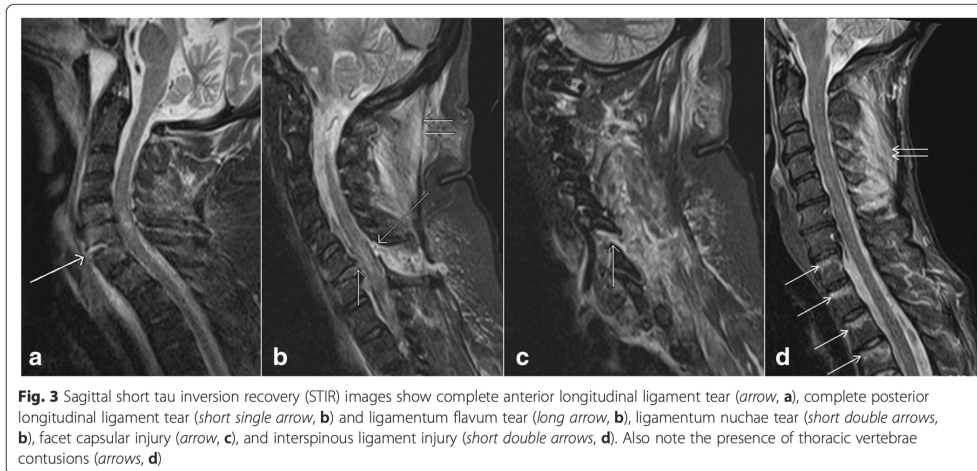 a
b
c
d
Fig. 3 Sagittal short tau inversion recovery (STIR) images show complete anterior longitudinal ligament tear (arrow, a), complete posterior
longitudinal ligament tear (short single arrow, b) and ligamentum flavum tear (long arrow, b), ligamentum nuchae tear (short double arrows,
b), facet capsular injury (arrow, c), and interspinous ligament injury (short double arrows, d). Also note the presence of thoracic vertebrae
contusions (arrows, d)